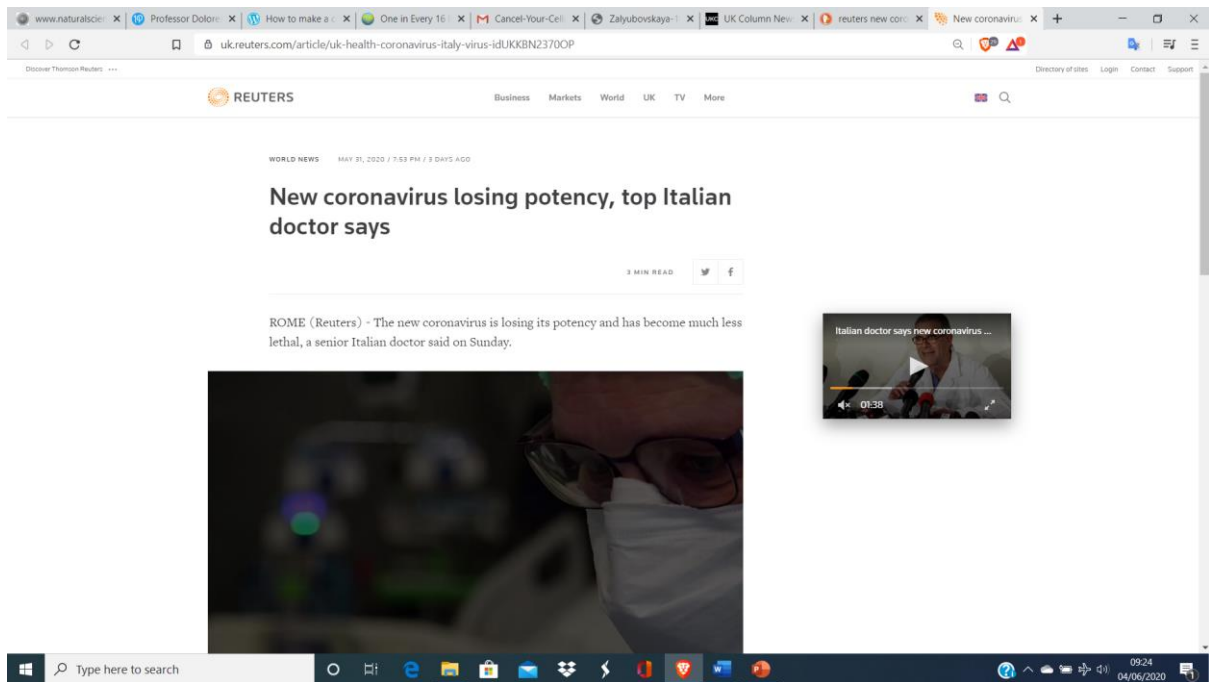 www.naturalscier
Professor Dolore
How to make a c
One in Every 16
Cancel-Your-Cell
Zalyubovskaya-T
UKC
UK Column New
reuters new coro
New coronavirus
uk.reuters.com/article/uk-health-coronavirus-italy-virus-idUKKBN2370OP
Discover Thomson Reuters
Directory of sites Login Contact Support
REUTERS
Business Markets World UK TV More
WORLD NEWS MAY 31, 2020 / 7:53 PM / 3 DAYS AGO
New coronavirus losing potency, top Italian
doctor says
3 MIN READ
ROME (Reuters) - The new coronavirus is losing its potency and has become much less
lethal, a senior Italian doctor said on Sunday.
Italian doctor says new coronavirus ...
01:38
Type here to search
09:24
04/06/2020